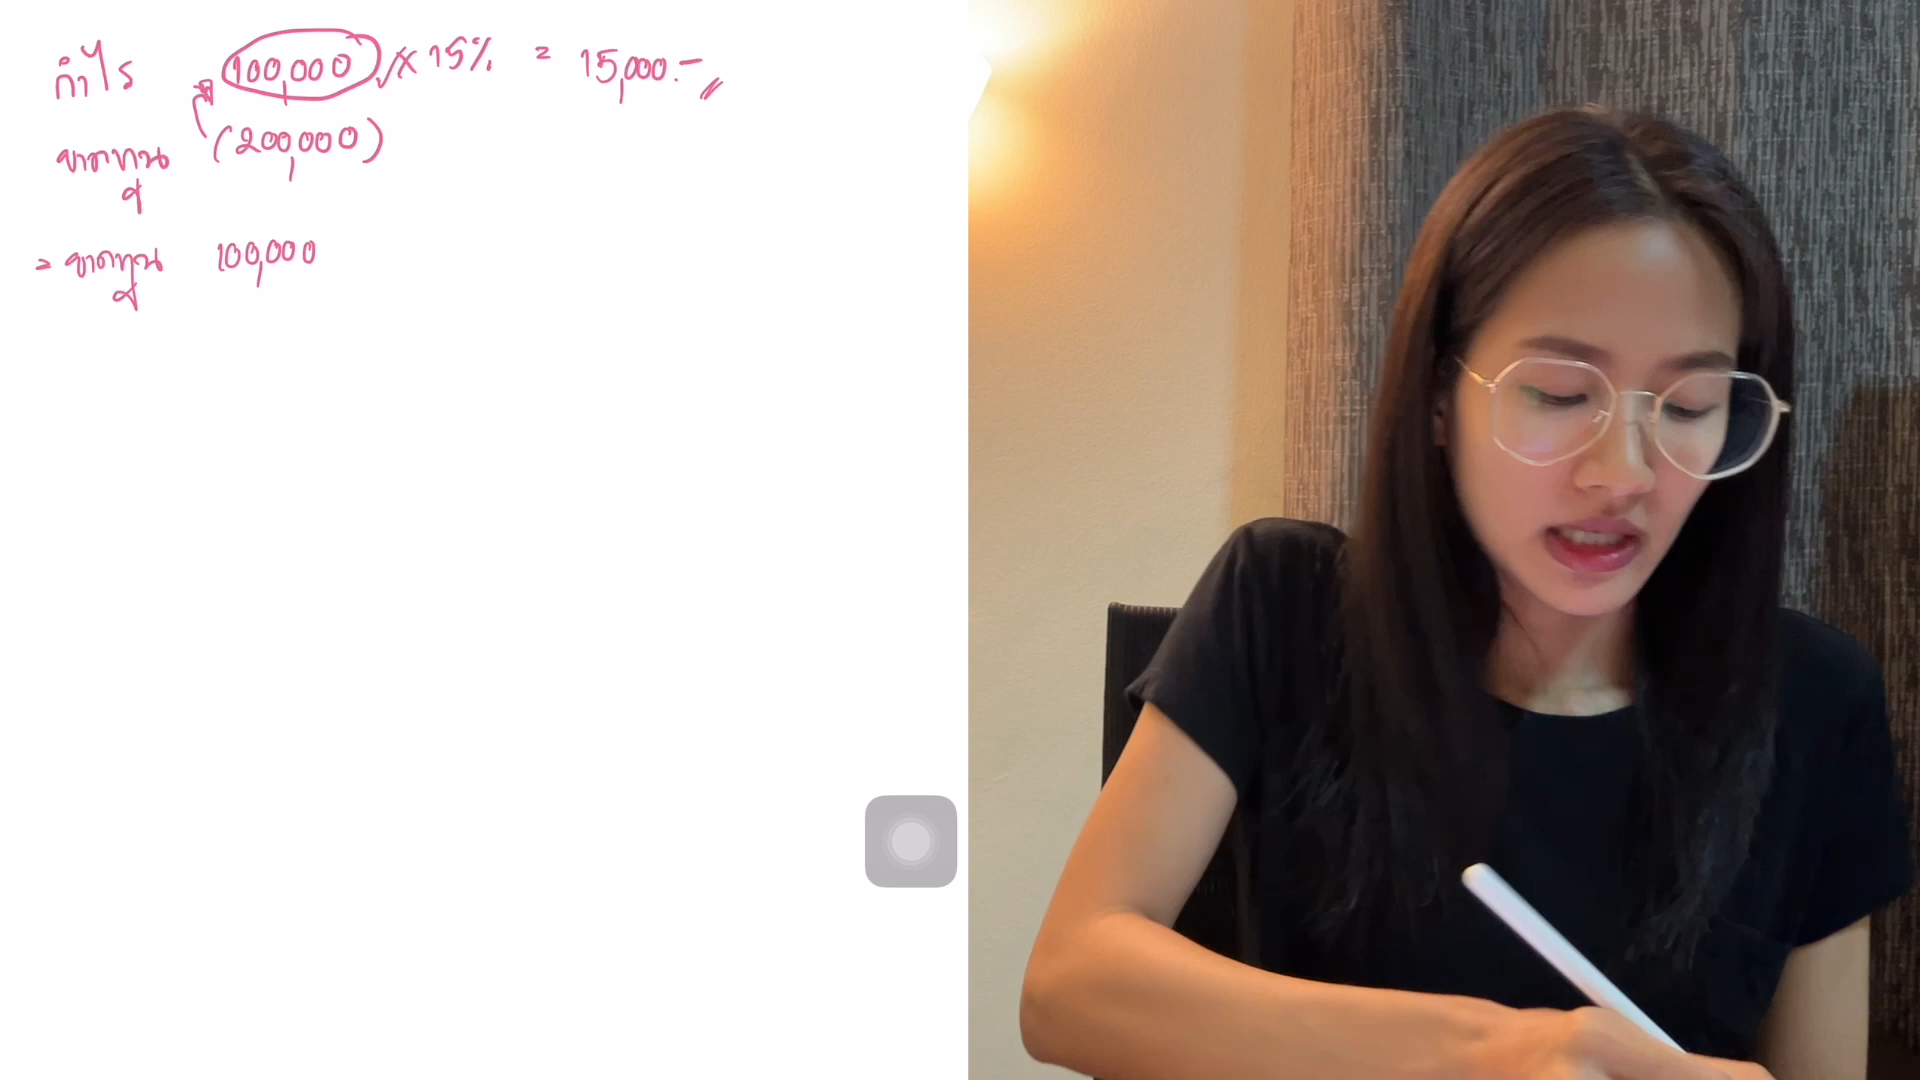 กำไร 100,000 x 15% = 15,000.-
ขาดทุน (200,000)
= ขาดทุน 100,000